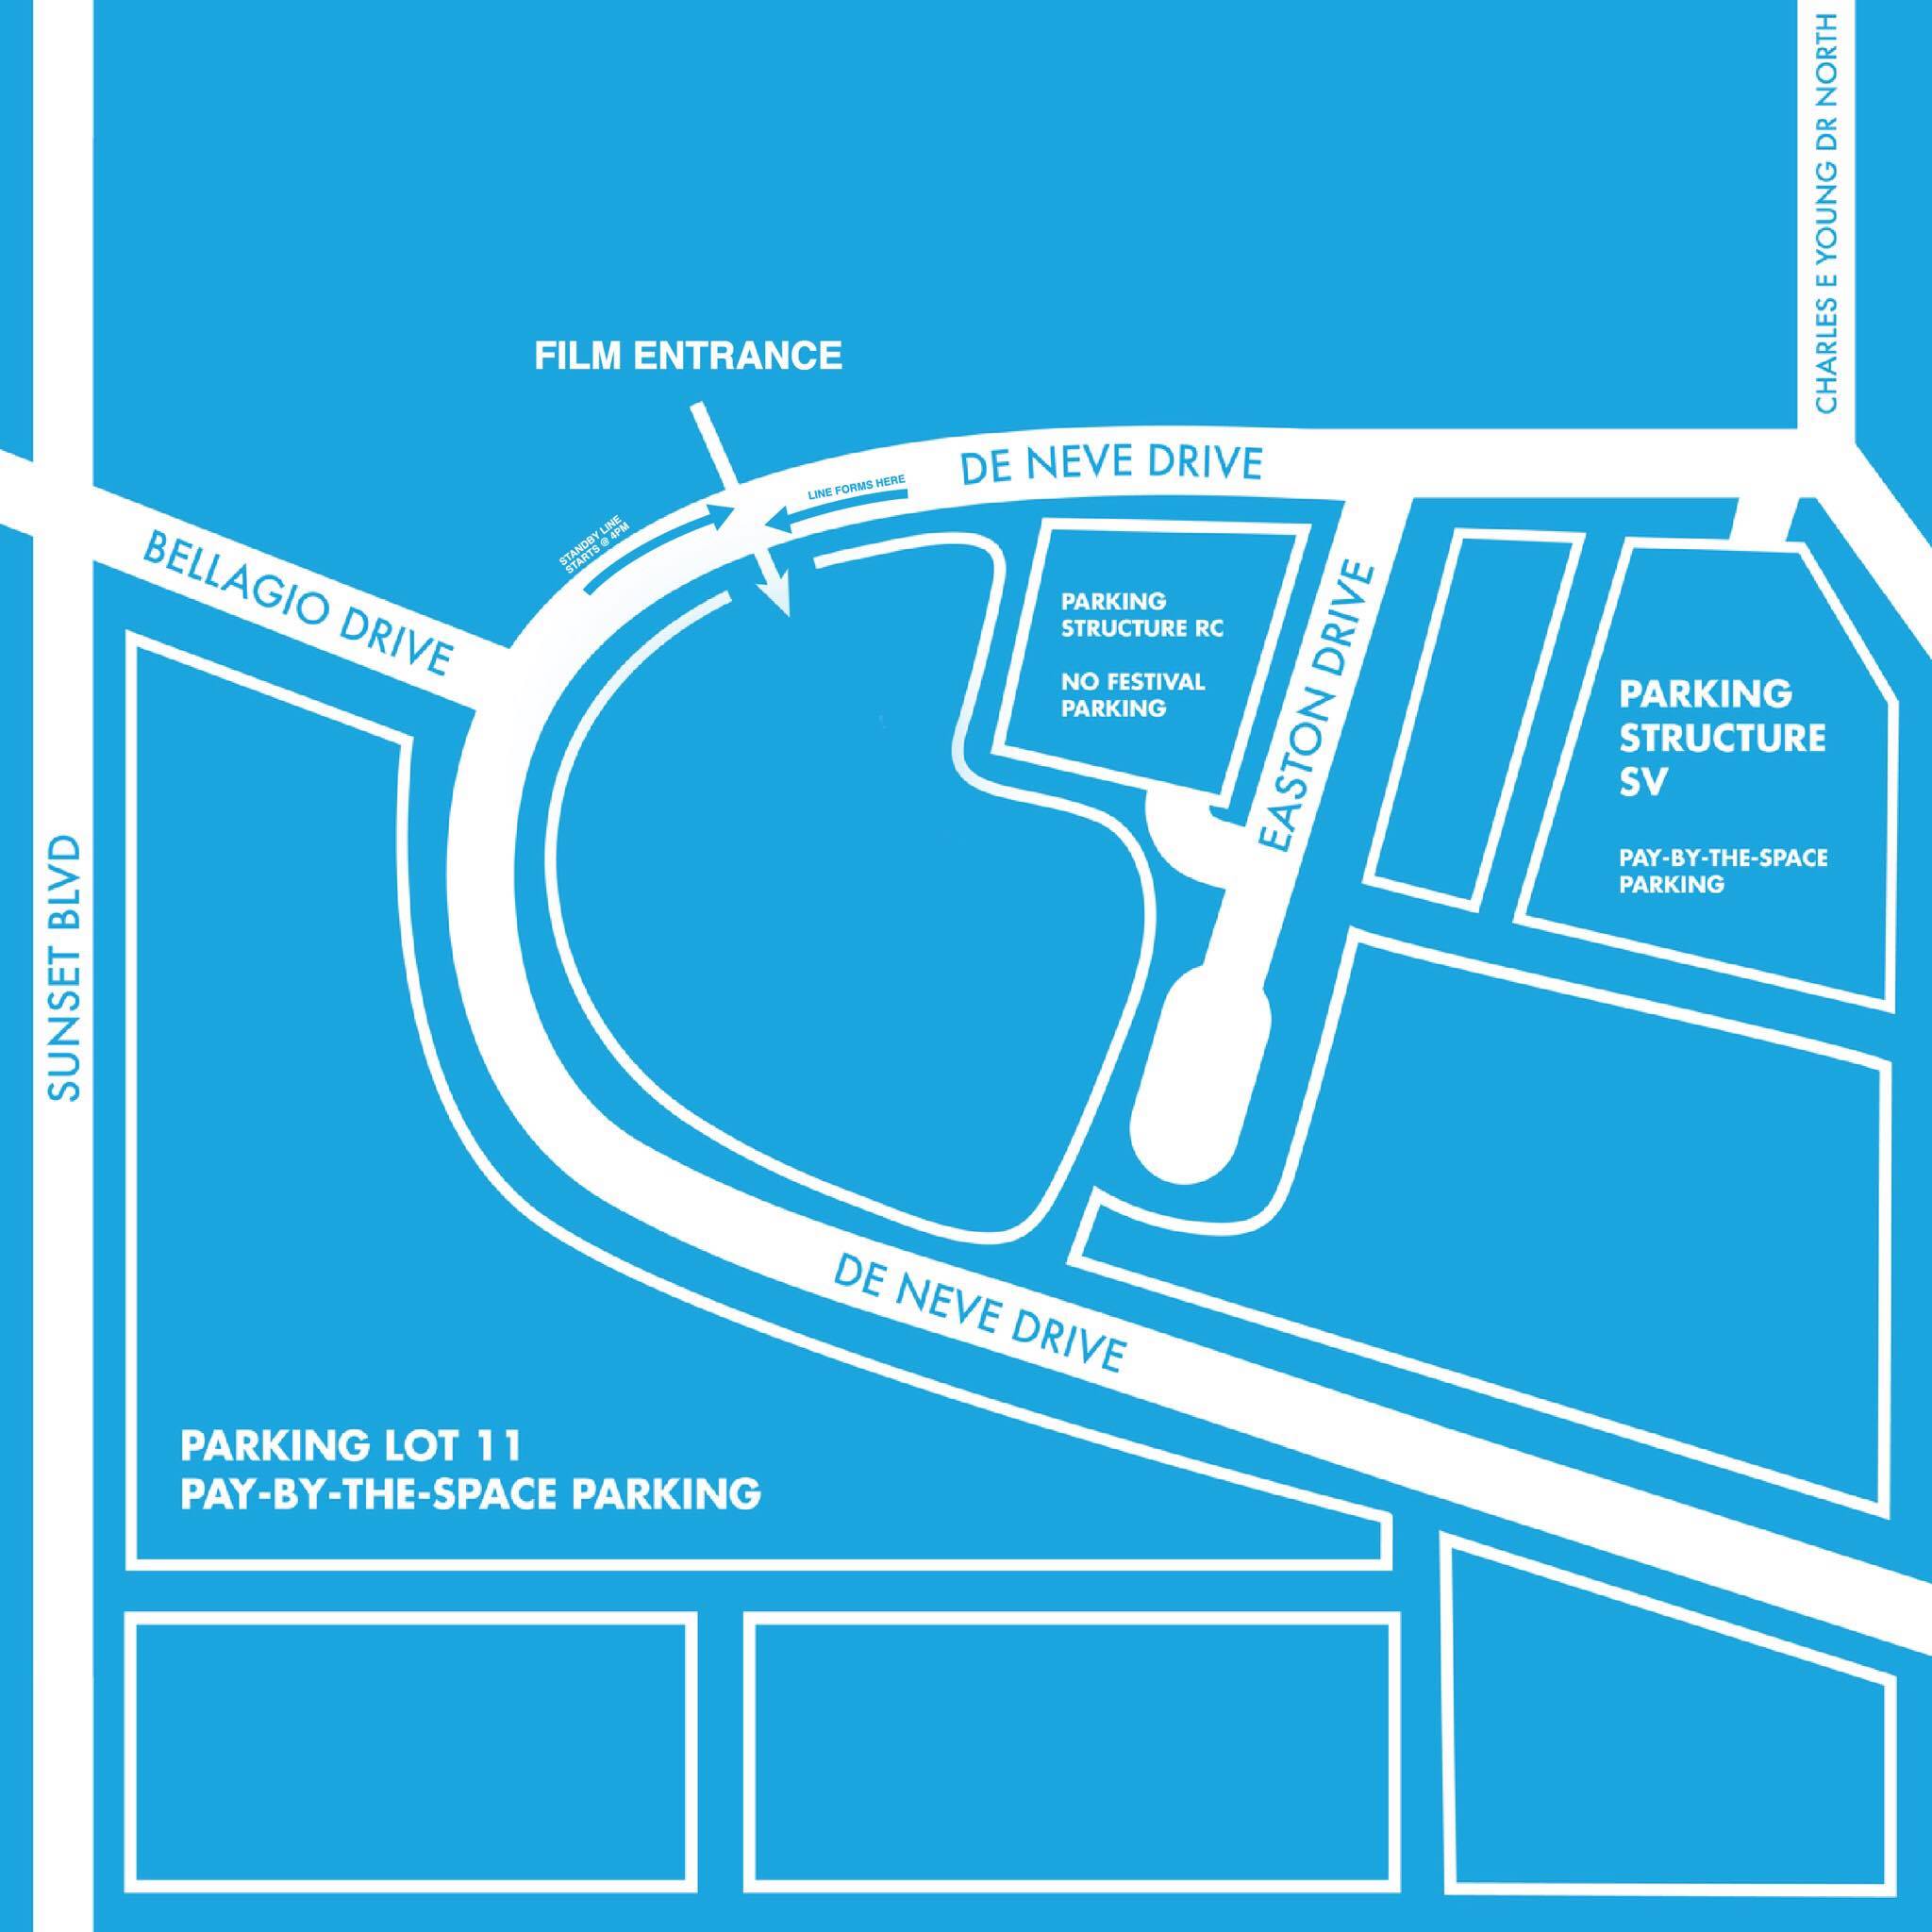 CHARLES E YOUNG DR NORTH
FILM ENTRANCE
DE NEVE DRIVE
LINE FORMS HERE
STANDBY LINE
STARTS @ 4PM
BELLAGIO DRIVE
PARKING
STRUCTURE RC
NO FESTIVAL
PARKING
EASTON DRIVE
PARKING
STRUCTURE
SV
PAY-BY-THE-SPACE
PARKING
SUNSET BLVD
DE NEVE DRIVE
PARKING LOT 11
PAY-BY-THE-SPACE PARKING